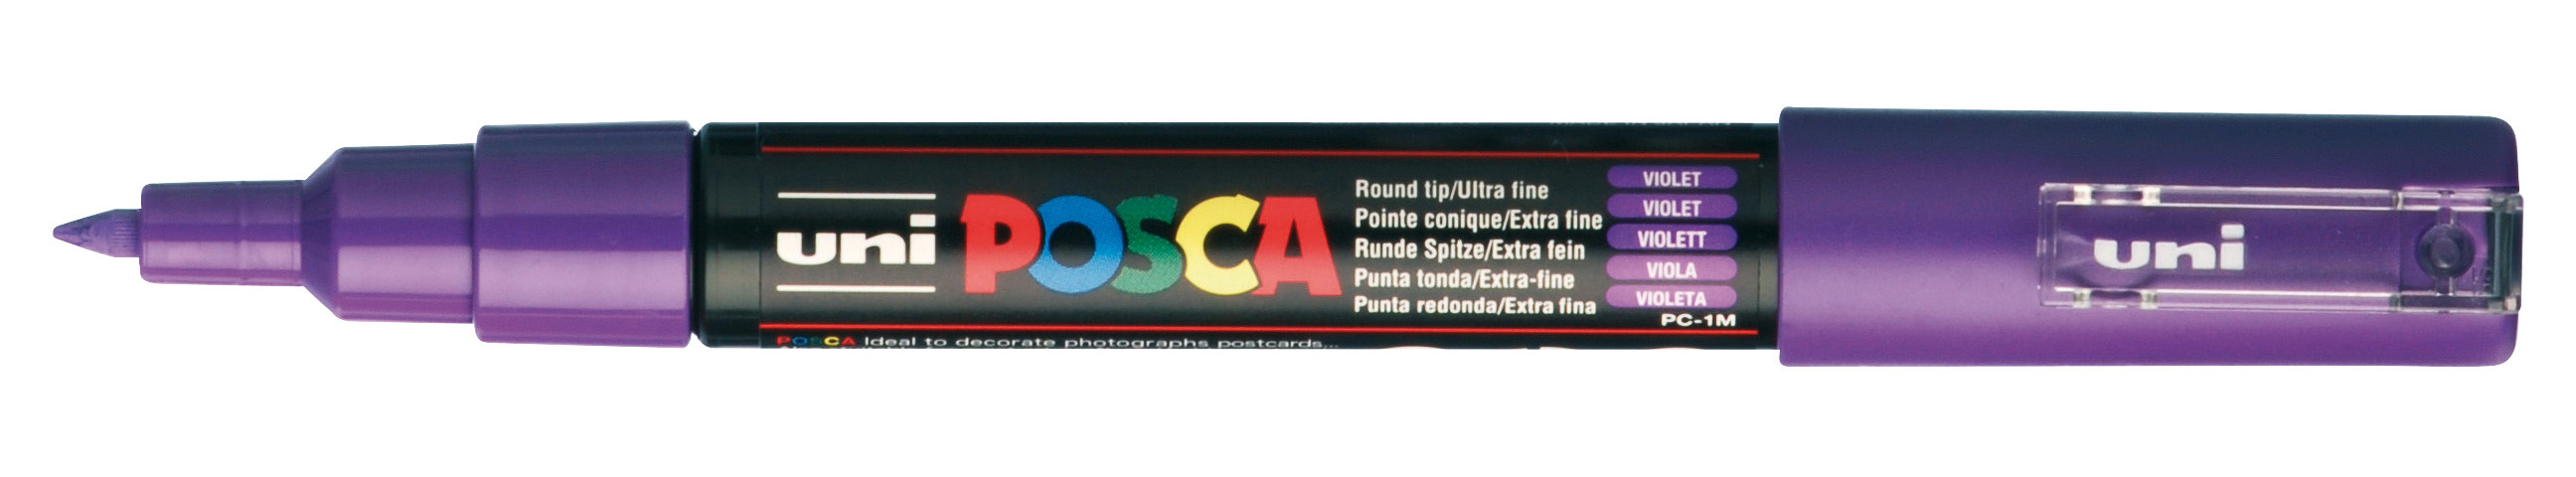 uni POSCA
Round tip/Ultra fine VIOLET
Pointe conique/Extra fine VIOLET
Runde Spitze/Extra fein VIOLETT
Punta tonda/Extra-fine VIOLA
Punta redonda/Extra fina VIOLETA
PC-1M
POSCA Ideal to decorate photographs postcards...
uni